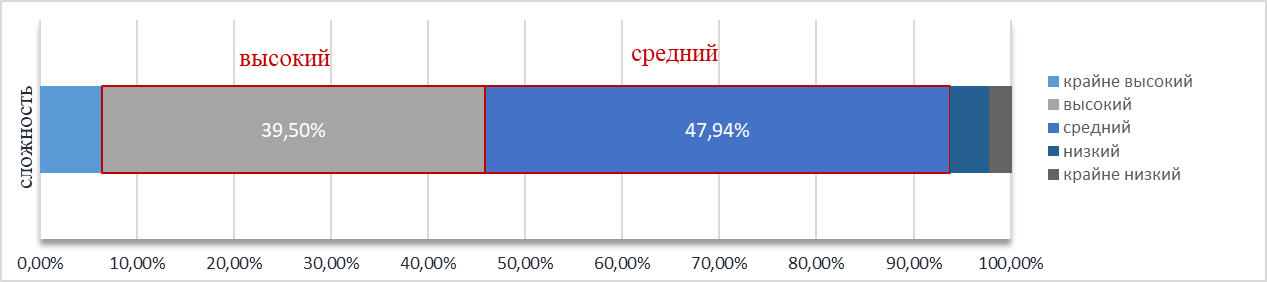 высокий
средний
сложность
39,50%
47,94%
крайне высокий
высокий
средний
низкий
крайне низкий
0,00% 10,00% 20,00% 30,00% 40,00% 50,00% 60,00% 70,00% 80,00% 90,00% 100,00%